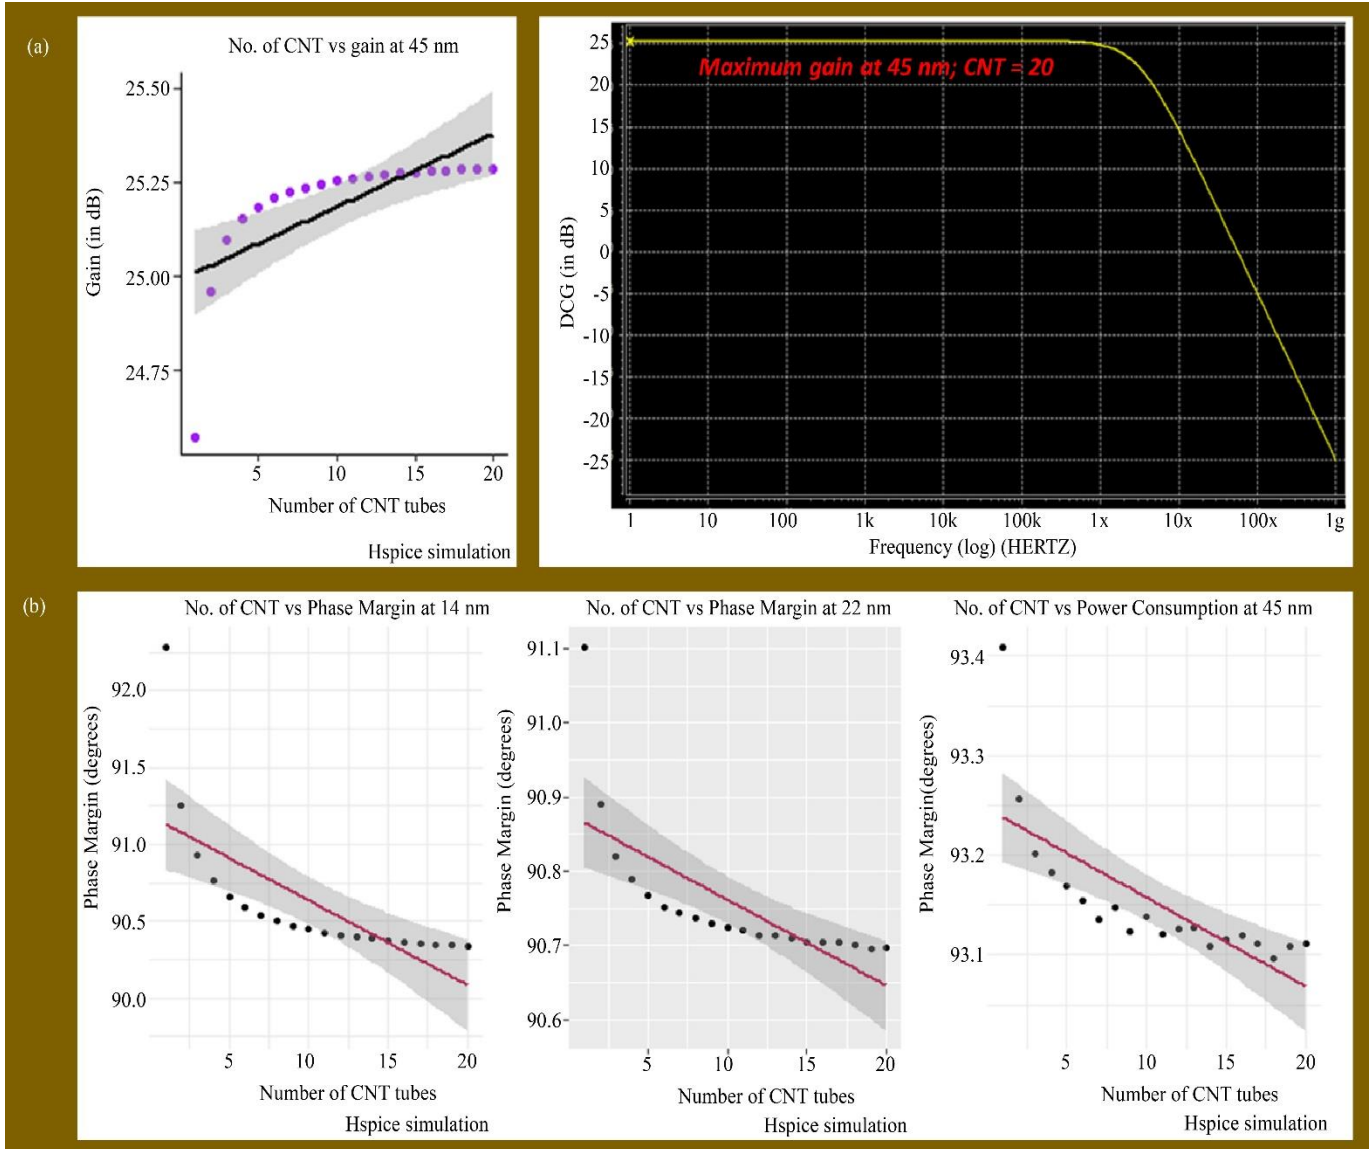 (a)
No. of CNT vs gain at 45 nm
Gain (in dB)
25.50
25.25
25.00
24.75
5 10 15 20
Number of CNT tubes
Hspice simulation
Maximum gain at 45 nm; CNT = 20
DCG (in dB)
25
20
15
10
5
0
-5
-10
-15
-20
-25
1 10 100 1k 10k 100k 1x 10x 100x 1g
Frequency (log) (HERTZ)
(b)
No. of CNT vs Phase Margin at 14 nm
Phase Margin (degrees)
92.0
91.5
91.0
90.5
90.0
5 10 15 20
Number of CNT tubes
Hspice simulation
No. of CNT vs Phase Margin at 22 nm
Phase Margin (degrees)
91.1
91.0
90.9
90.8
90.7
90.6
5 10 15 20
Number of CNT tubes
Hspice simulation
No. of CNT vs Power Consumption at 45 nm
Phase Margin(degrees)
93.4
93.3
93.2
93.1
5 10 15 20
Number of CNT tubes
Hspice simulation